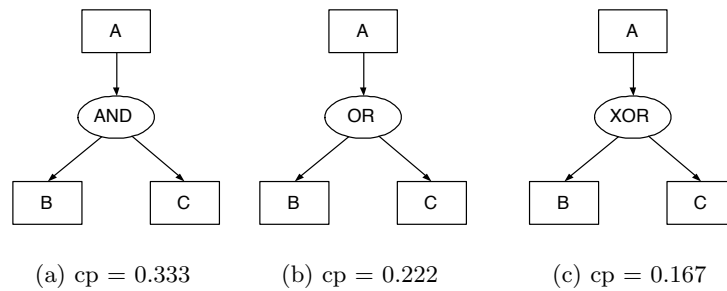 A A A
AND OR XOR
B C B C B C
(a) cp = 0.333 (b) cp = 0.222 (c) cp = 0.167